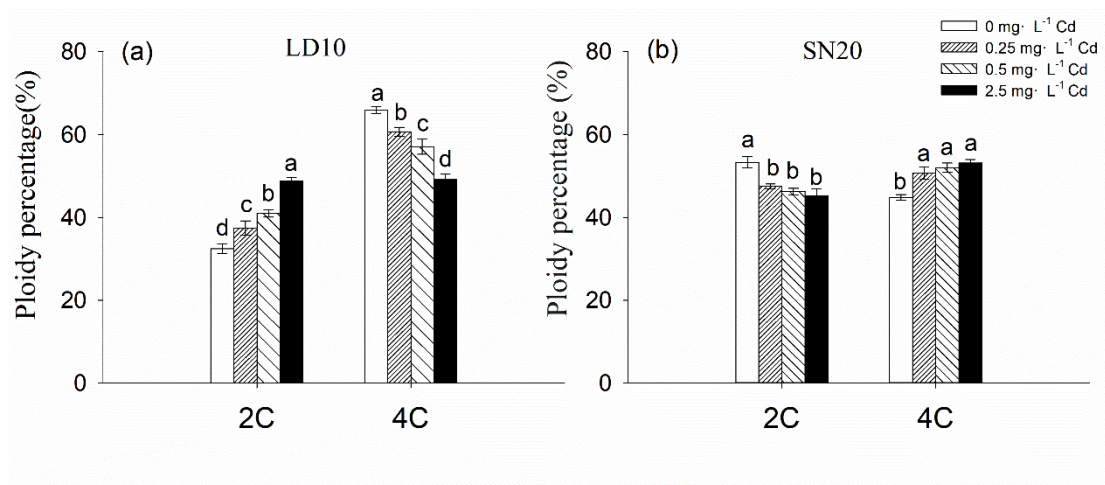 (a) LD10
Ploidy percentage(%)
80
60
40
20
0
d c b a
a b c d
2C 4C
(b) SN20
Ploidy percentage (%)
80
60
40
20
0
a b b b
b a a a
2C 4C
0 mg· L⁻¹ Cd
0.25 mg· L⁻¹ Cd
0.5 mg· L⁻¹ Cd
2.5 mg· L⁻¹ Cd